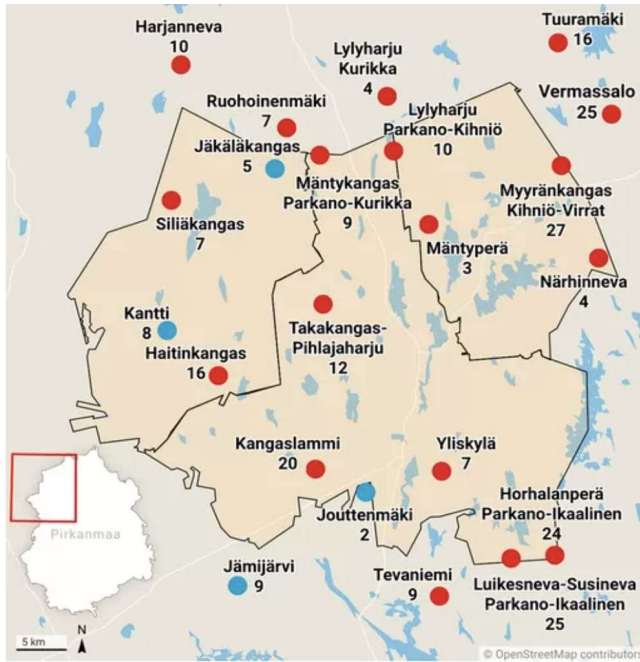 Harjanneva
10
Tuuramäki
16
Lylyharju
Kurikka
4
Vermassalo
25
Ruohoinenmäki
7
Lylyharju
Parkano-Kihniö
10
Jäkäläkangas
5
Mäntykangas
Parkano-Kurikka
9
Myyränkangas
Kihniö-Virrat
27
Siliäkangas
7
Mäntyperä
3
Närhinneva
4
Kantti
8
Takakangas-
Pihlajaharju
12
Haitinkangas
16
Kangaslammi
20
Yliskylä
7
Horhalanperä
Parkano-Ikaalinen
24
Jouttenmäki
2
Pirkanmaa
Jämijärvi
9
Tevaniemi
9
Luikesneva-Susineva
Parkano-Ikaalinen
25
5 km
N
© OpenStreetMap contributors